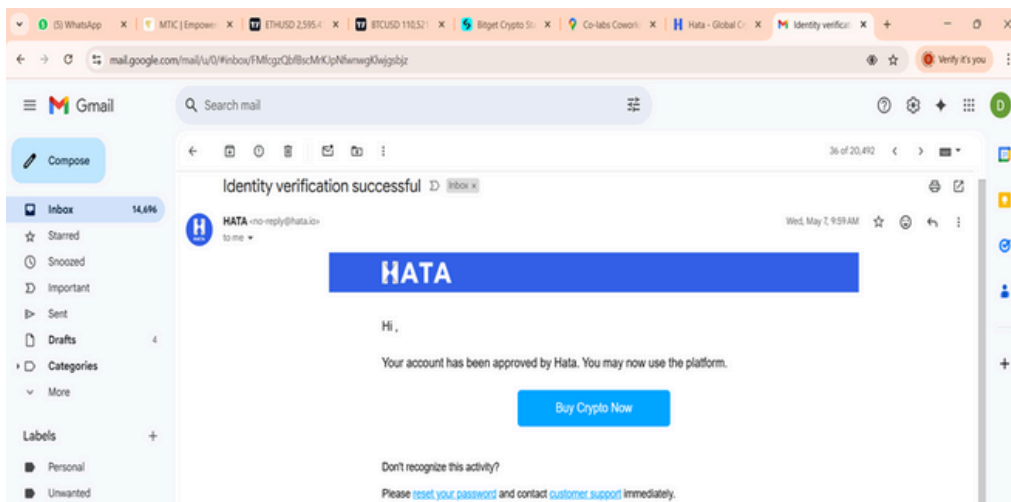 (5) WhatsApp
MTIC | Empower
ETHUSD 2,595.4
BTCUSD 110,521
Bitget Crypto St
Co-labs Cowork
Hata - Global Cr
Identity verificat
mail.google.com/mail/u/0/#inbox/
Verify it's you
Gmail
Search mail
D
Compose
36 of 20,492
Identity verification successful Inbox x
Inbox 14,696
HATA <no-reply@hata.io> Wed, May 7, 9:59 AM
to me
Starred
Snoozed
Important
Sent
Drafts 4
Categories
More
Labels
Personal
Unwanted
HATA
Hi ,
Your account has been approved by Hata. You may now use the platform.
Buy Crypto Now
Don't recognize this activity?
Please reset your password and contact customer support immediately.